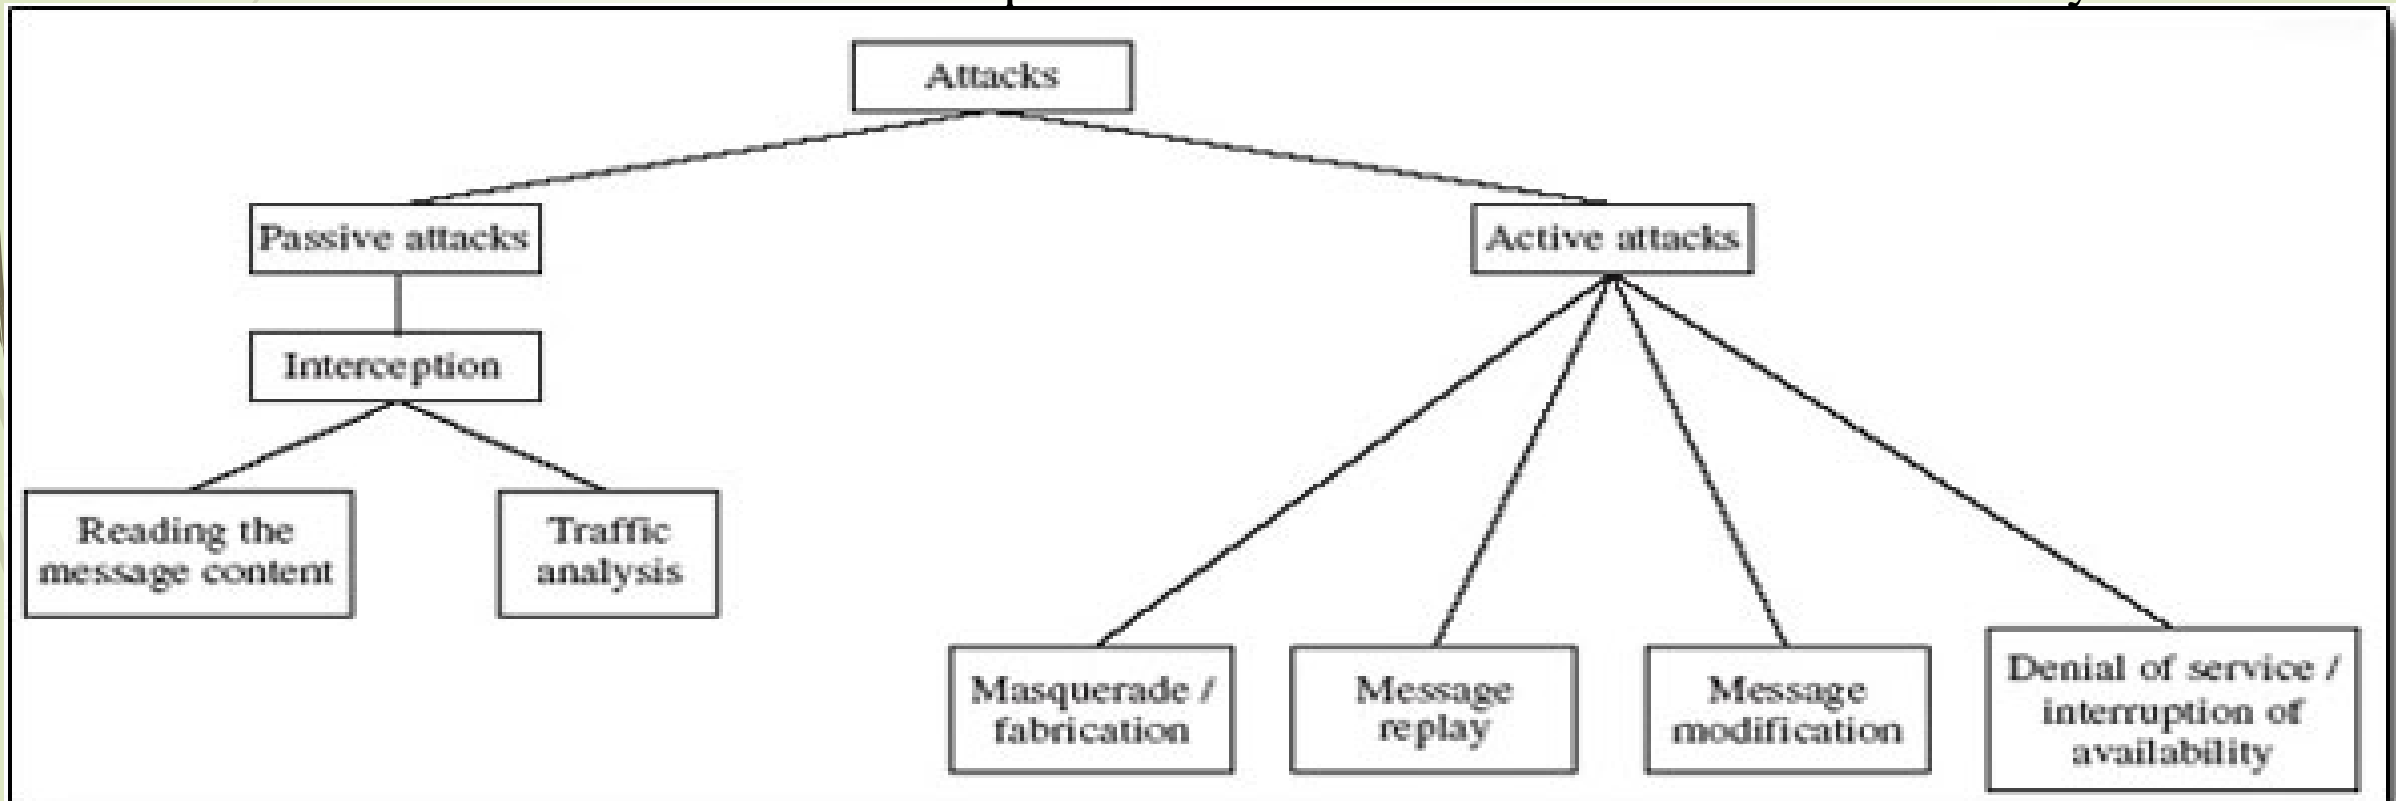 Attacks
Passive attacks
Active attacks
Interception
Reading the
message content
Traffic
analysis
Masquerade /
fabrication
Message
replay
Message
modification
Denial of service /
interruption of
availability